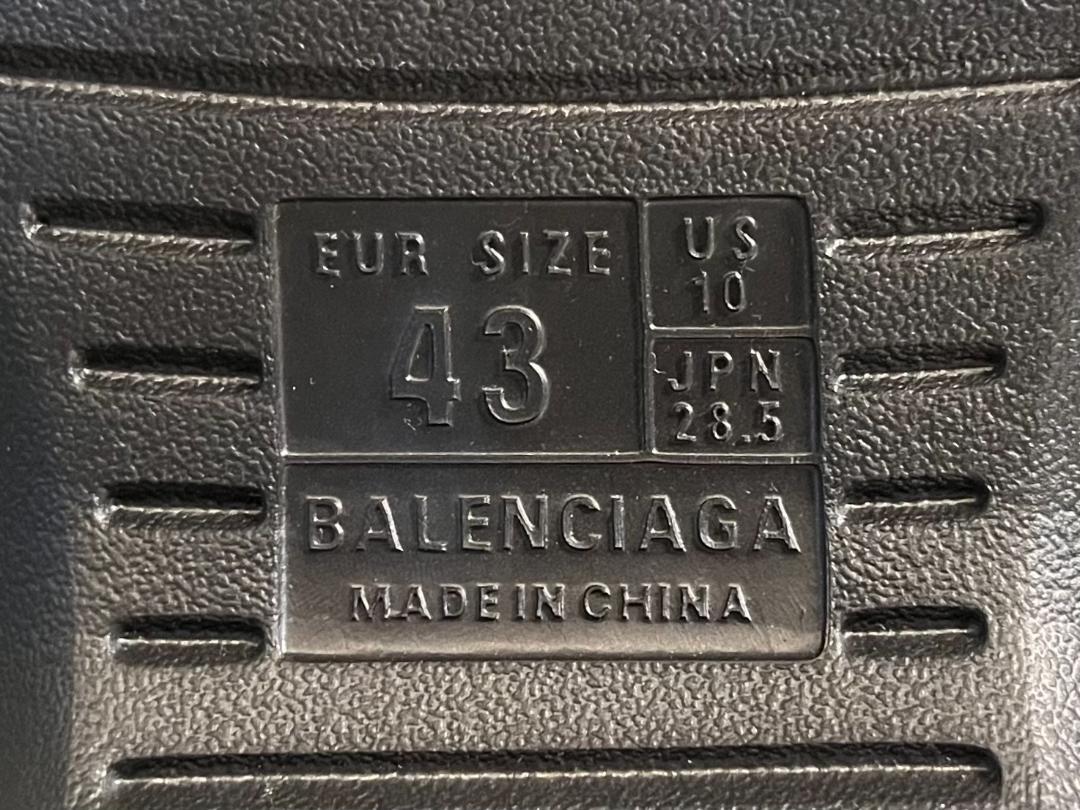 EUR SIZE
43
US
10
JPN
28.5
BALENCIAGA
MADE IN CHINA